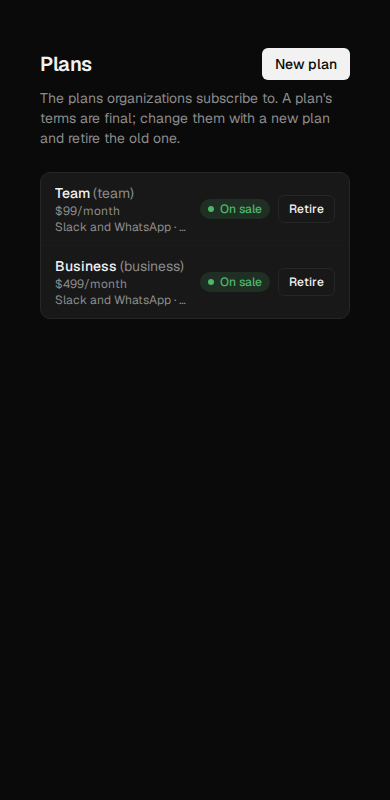 Plans
New plan
The plans organizations subscribe to. A plan's
terms are final; change them with a new plan
and retire the old one.
Team (team)
$99/month
Slack and WhatsApp · …
On sale
Retire
Business (business)
$499/month
Slack and WhatsApp · …
On sale
Retire